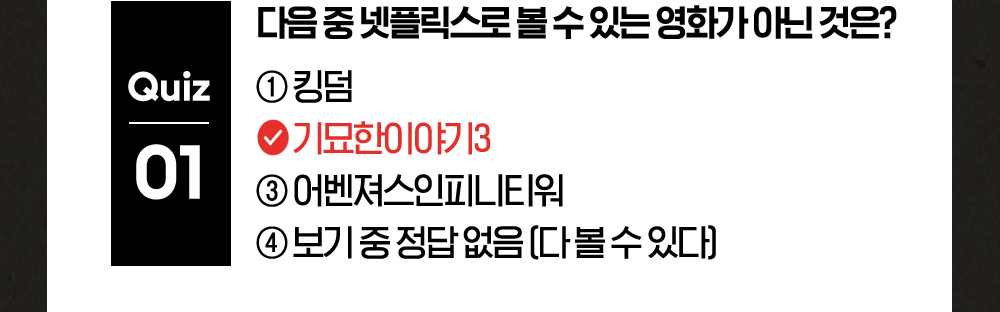 다음 중 넷플릭스로 볼 수 있는 영화가 아닌 것은?
Quiz
01
① 킹덤
기묘한이야기3
③ 어벤져스인피니티워
④ 보기 중 정답 없음 (다 볼 수 있다)